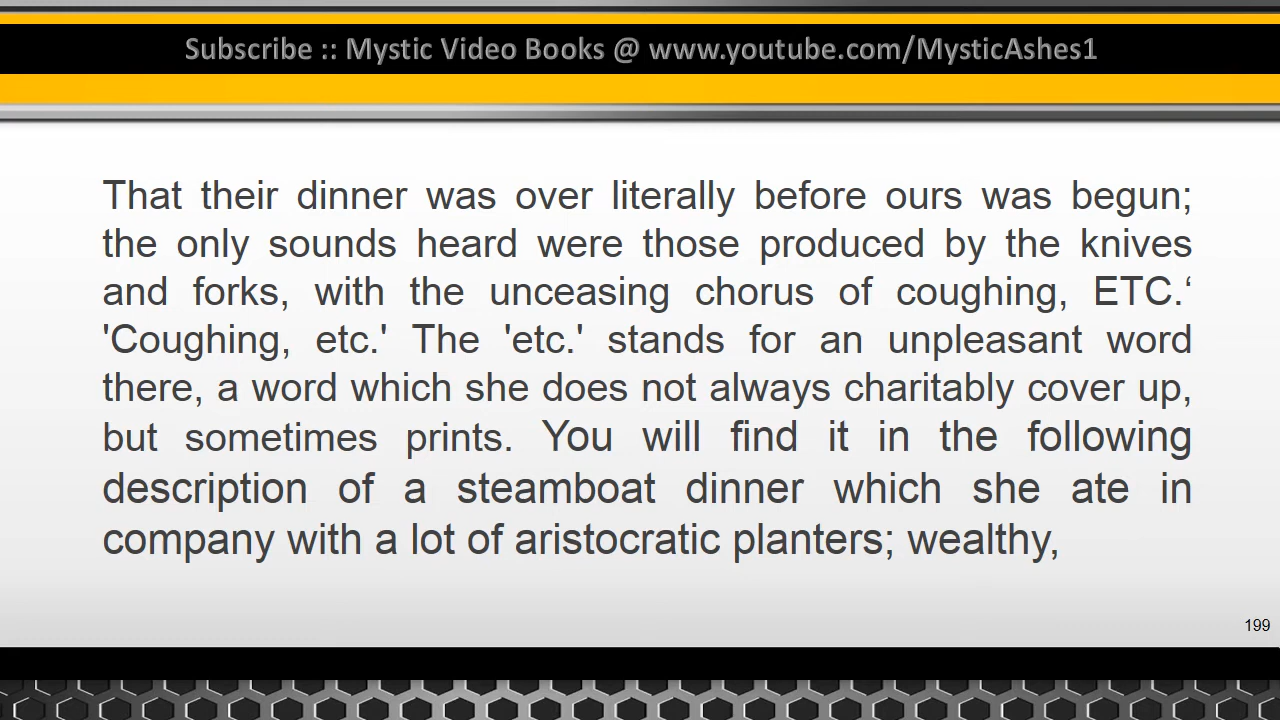 Subscribe :: Mystic Video Books @ www.youtube.com/MysticAshes1
That their dinner was over literally before ours was begun;
the only sounds heard were those produced by the knives
and forks, with the unceasing chorus of coughing, ETC.‘
'Coughing, etc.' The 'etc.' stands for an unpleasant word
there, a word which she does not always charitably cover up,
but sometimes prints. You will find it in the following
description of a steamboat dinner which she ate in
company with a lot of aristocratic planters; wealthy,
199